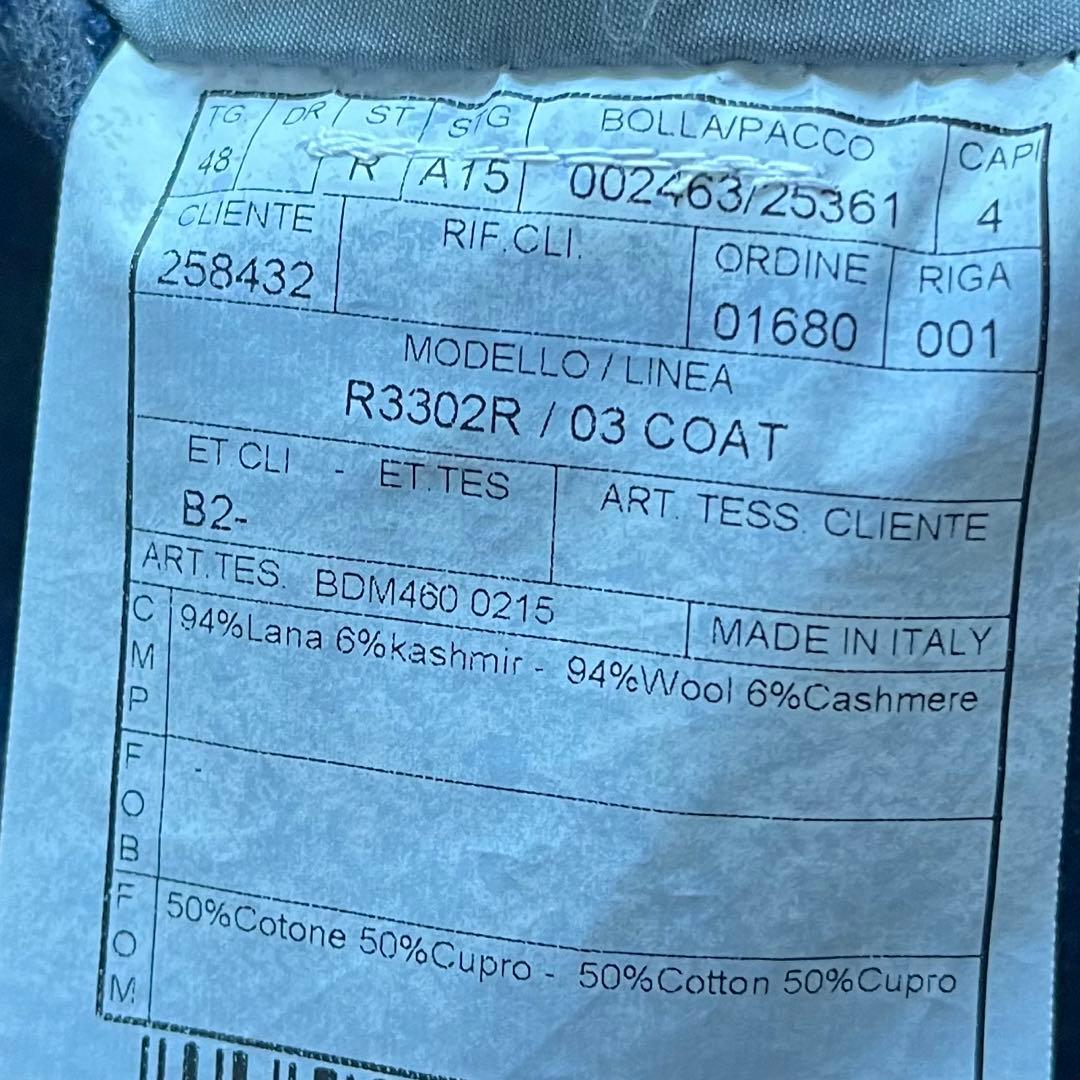 TG DR ST S/G BOLLA/PACCO CAPI
48 R A15 002463/25361 4
CLIENTE RIF.CLI. ORDINE RIGA
258432 01680 001
MODELLO / LINEA
R3302R / 03 COAT
ET.CLI - ET.TES ART. TESS. CLIENTE
B2-
ART.TES. BDM460 0215 MADE IN ITALY
CMP 94%Lana 6%kashmir - 94%Wool 6%Cashmere
FOB -
FOM 50%Cotone 50%Cupro - 50%Cotton 50%Cupro